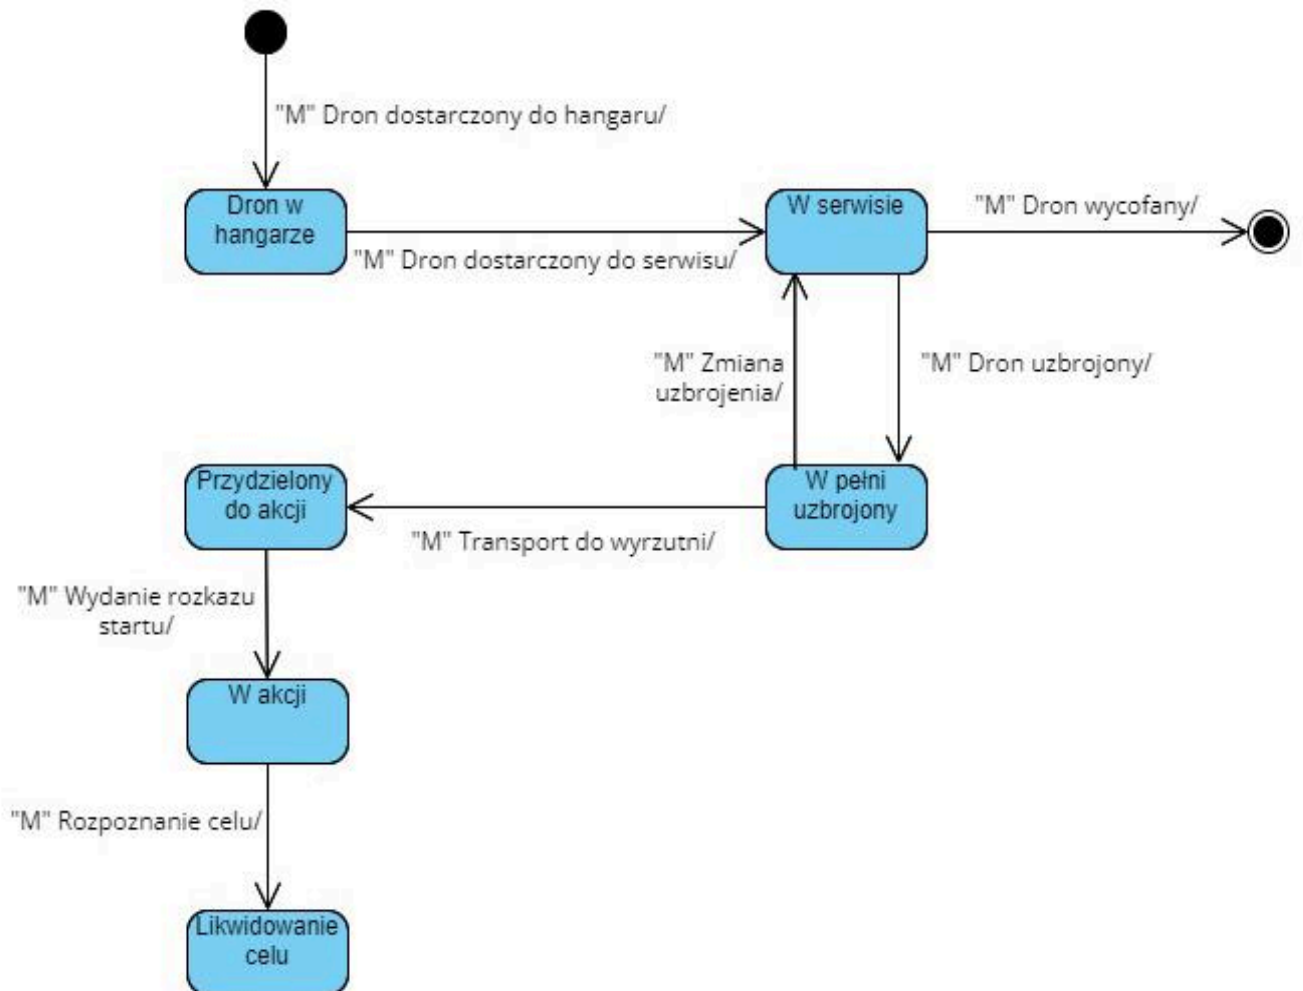 "M" Dron dostarczony do hangaru/
Dron w
hangarze
"M" Dron dostarczony do serwisu/
W serwisie
"M" Dron wycofany/
"M" Zmiana
uzbrojenia/
"M" Dron uzbrojony/
Przydzielony
do akcji
"M" Transport do wyrzutni/
W pełni
uzbrojony
"M" Wydanie rozkazu
startu/
W akcji
"M" Rozpoznanie celu/
Likwidowanie
celu